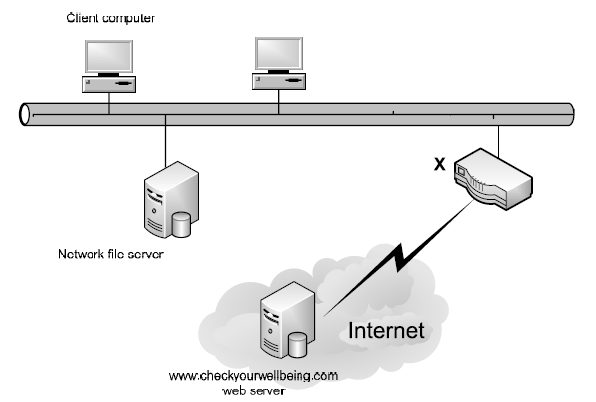 Client computer
X
Network file server
Internet
www.checkyourwellbeing.com
web server